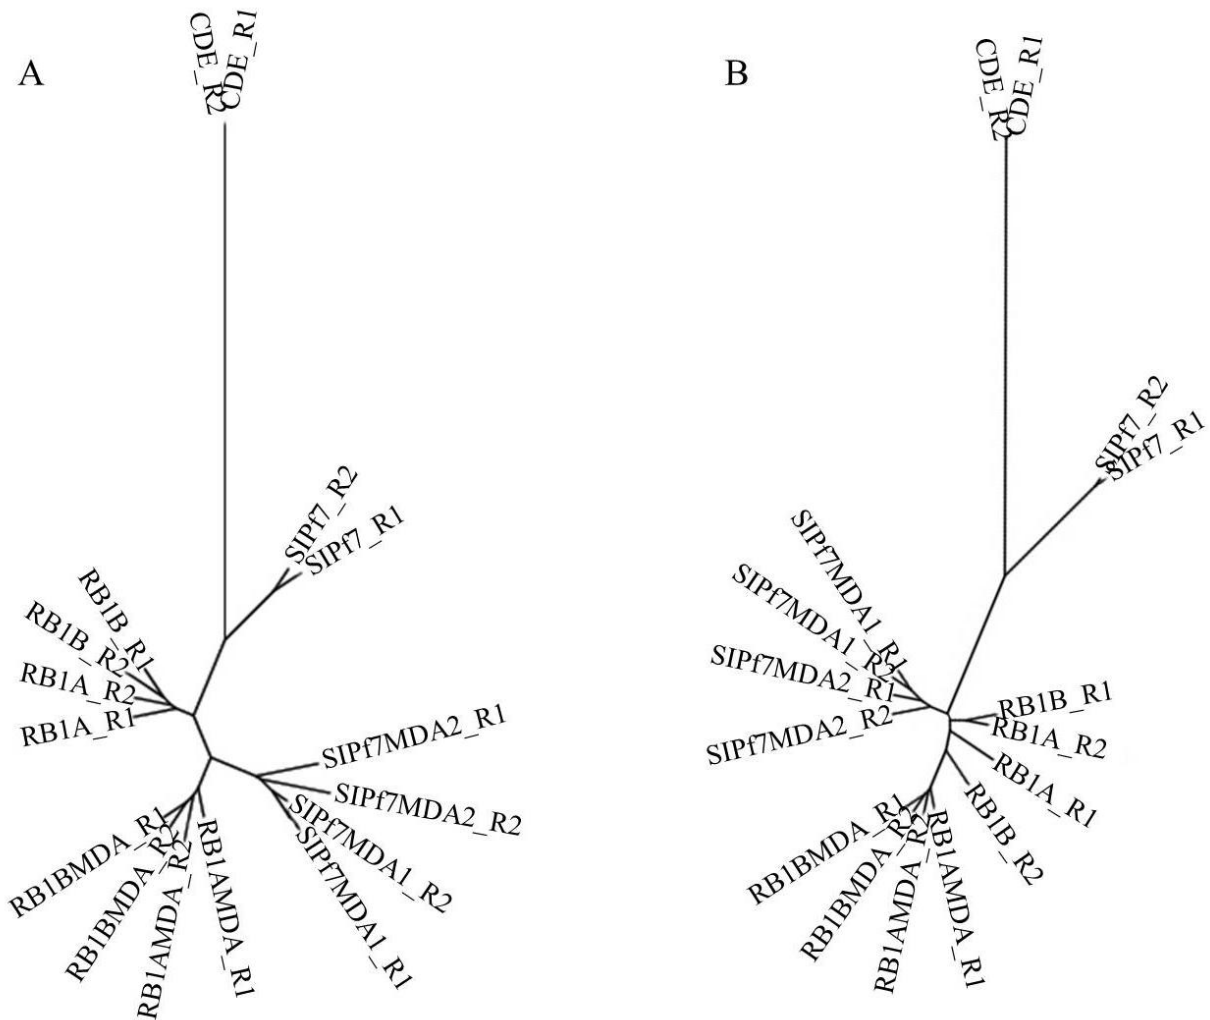 A
CDE_R2
CDE_R1
SIPf7_R2
SIPf7_R1
RB1B_R1
RB1B_R2
RB1A_R2
RB1A_R1
SIPf7MDA2_R1
SIPf7MDA2_R2
SIPf7MDA1_R2
SIPf7MDA1_R1
RB1BMDA_R1
RB1BMDA_R2
RB1AMDA_R2
RB1AMDA_R1
B
CDE_R2
CDE_R1
SIPf7_R2
SIPf7_R1
SIPf7MDA1_R1
SIPf7MDA1_R2
SIPf7MDA2_R1
SIPf7MDA2_R2
RB1B_R1
RB1A_R2
RB1A_R1
RB1B_R2
RB1BMDA_R1
RB1BMDA_R2
RB1AMDA_R2
RB1AMDA_R1